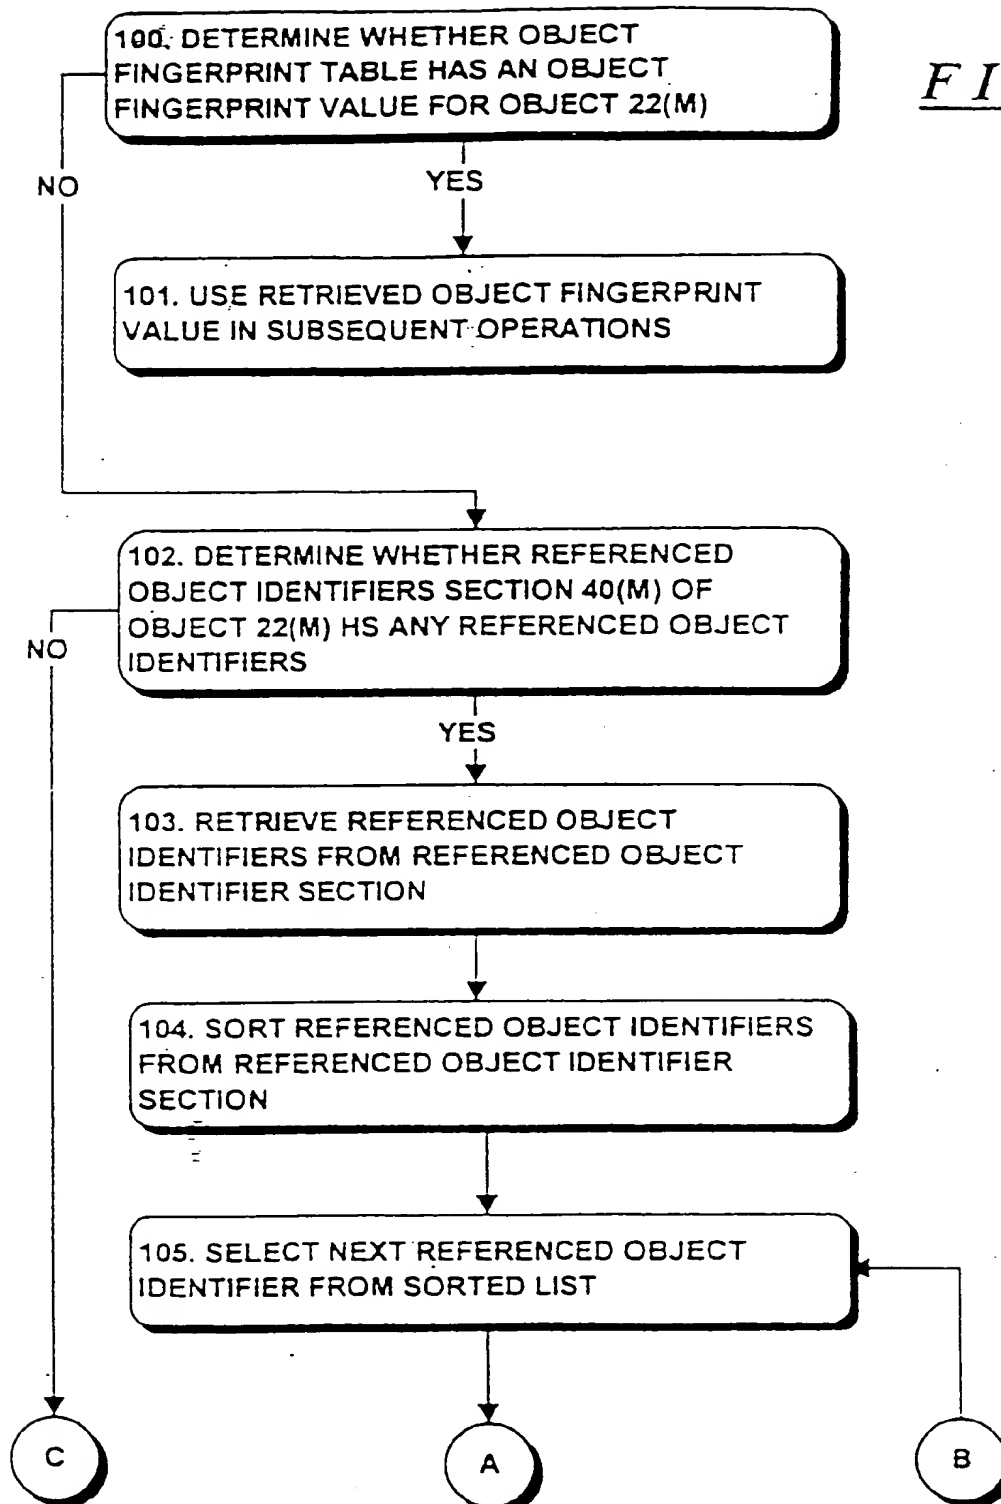 100. DETERMINE WHETHER OBJECT
FINGERPRINT TABLE HAS AN OBJECT
FINGERPRINT VALUE FOR OBJECT 22(M)
F I
NO
YES
101. USE RETRIEVED OBJECT FINGERPRINT
VALUE IN SUBSEQUENT OPERATIONS
102. DETERMINE WHETHER REFERENCED
OBJECT IDENTIFIERS SECTION 40(M) OF
OBJECT 22(M) HS ANY REFERENCED OBJECT
IDENTIFIERS
NO
YES
103. RETRIEVE REFERENCED OBJECT
IDENTIFIERS FROM REFERENCED OBJECT
IDENTIFIER SECTION
104. SORT REFERENCED OBJECT IDENTIFIERS
FROM REFERENCED OBJECT IDENTIFIER
SECTION
105. SELECT NEXT REFERENCED OBJECT
IDENTIFIER FROM SORTED LIST
C
A
B